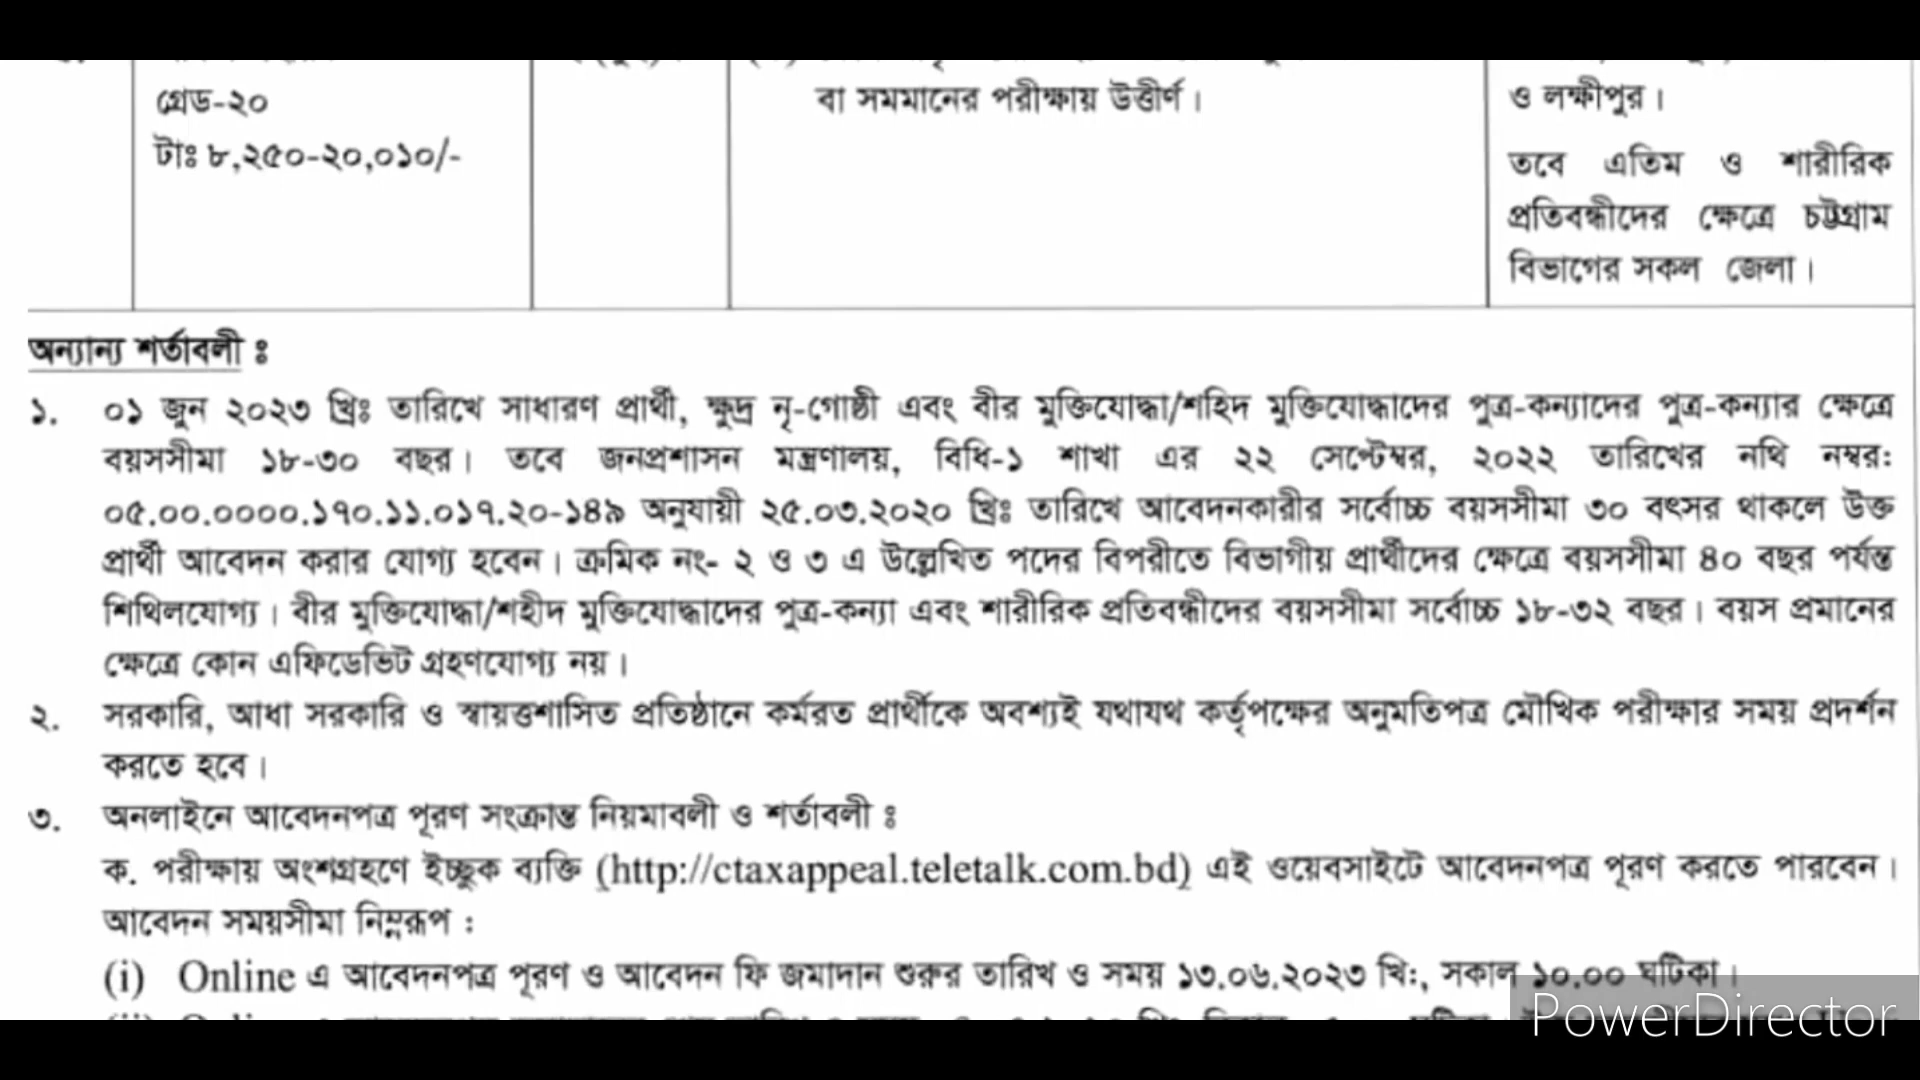 গ্রেড-২০
টাঃ ৮,২৫০-২০,০১০/-
বা সমমানের পরীক্ষায় উত্তীর্ণ।
ও লক্ষীপুর।
তবে এতিম ও শারীরিক
প্রতিবন্ধীদের ক্ষেত্রে চট্টগ্রাম
বিভাগের সকল জেলা।
অন্যান্য শর্তাবলী ঃ
১. ০১ জুন ২০২৩ খ্রিঃ তারিখে সাধারণ প্রার্থী, ক্ষুদ্র নৃ-গোষ্ঠী এবং বীর মুক্তিযোদ্ধা/শহিদ মুক্তিযোদ্ধাদের পুত্র-কন্যাদের পুত্র-কন্যার ক্ষেত্রে
বয়সসীমা ১৮-৩০ বছর। তবে জনপ্রশাসন মন্ত্রণালয়, বিধি-১ শাখা এর ২২ সেপ্টেম্বর, ২০২২ তারিখের নথি নম্বর:
০৫.০০.০০০০.১৭০.১১.০১৭.২০-১৪৯ অনুযায়ী ২৫.০৩.২০২০ খ্রিঃ তারিখে আবেদনকারীর সর্বোচ্চ বয়সসীমা ৩০ বৎসর থাকলে উক্ত
প্রার্থী আবেদন করার যোগ্য হবেন। ক্রমিক নং- ২ ও ৩ এ উল্লেখিত পদের বিপরীতে বিভাগীয় প্রার্থীদের ক্ষেত্রে বয়সসীমা ৪০ বছর পর্যন্ত
শিথিলযোগ্য। বীর মুক্তিযোদ্ধা/শহীদ মুক্তিযোদ্ধাদের পুত্র-কন্যা এবং শারীরিক প্রতিবন্ধীদের বয়সসীমা সর্বোচ্চ ১৮-৩২ বছর। বয়স প্রমানের
ক্ষেত্রে কোন এফিডেভিট গ্রহণযোগ্য নয়।
২. সরকারি, আধা সরকারি ও স্বায়ত্তশাসিত প্রতিষ্ঠানে কর্মরত প্রার্থীকে অবশ্যই যথাযথ কর্তৃপক্ষের অনুমতিপত্র মৌখিক পরীক্ষার সময় প্রদর্শন
করতে হবে।
৩. অনলাইনে আবেদনপত্র পূরণ সংক্রান্ত নিয়মাবলী ও শর্তাবলী ঃ
ক. পরীক্ষায় অংশগ্রহণে ইচ্ছুক ব্যক্তি (http://ctaxappeal.teletalk.com.bd) এই ওয়েবসাইটে আবেদনপত্র পূরণ করতে পারবেন।
আবেদন সময়সীমা নিম্নরূপ :
(i) Online এ আবেদনপত্র পূরণ ও আবেদন ফি জমাদান শুরুর তারিখ ও সময় ১৩.০৬.২০২৩ খি:, সকাল ১০.০০ ঘটিকা।
PowerDirector